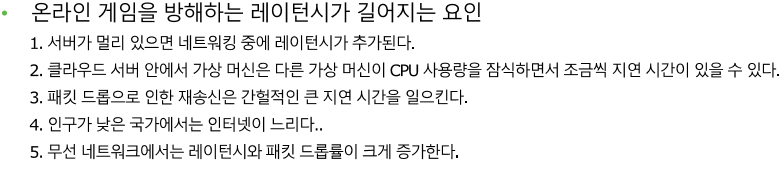 • 온라인 게임을 방해하는 레이턴시가 길어지는 요인
1. 서버가 멀리 있으면 네트워킹 중에 레이턴시가 추가된다.
2. 클라우드 서버 안에서 가상 머신은 다른 가상 머신이 CPU 사용량을 잠식하면서 조금씩 지연 시간이 있을 수 있다.
3. 패킷 드롭으로 인한 재송신은 간헐적인 큰 지연 시간을 일으킨다.
4. 인구가 낮은 국가에서는 인터넷이 느리다..
5. 무선 네트워크에서는 레이턴시와 패킷 드롭률이 크게 증가한다.